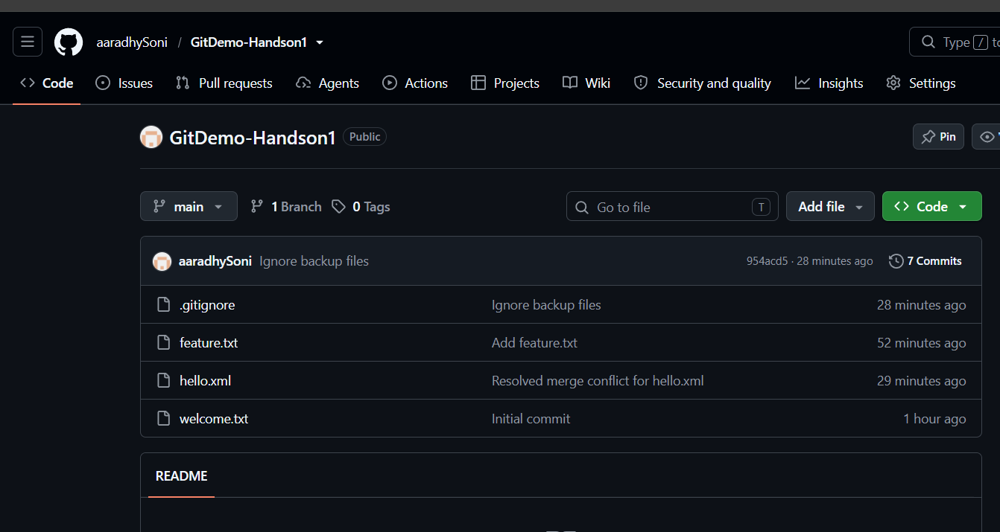 aaradhySoni / GitDemo-Handson1
Type / to
Code Issues Pull requests Agents Actions Projects Wiki Security and quality Insights Settings
GitDemo-Handson1 Public
Pin
main 1 Branch 0 Tags
Go to file T
Add file
Code
aaradhySoni Ignore backup files 954acd5 · 28 minutes ago 7 Commits
.gitignore Ignore backup files 28 minutes ago
feature.txt Add feature.txt 52 minutes ago
hello.xml Resolved merge conflict for hello.xml 29 minutes ago
welcome.txt Initial commit 1 hour ago
README